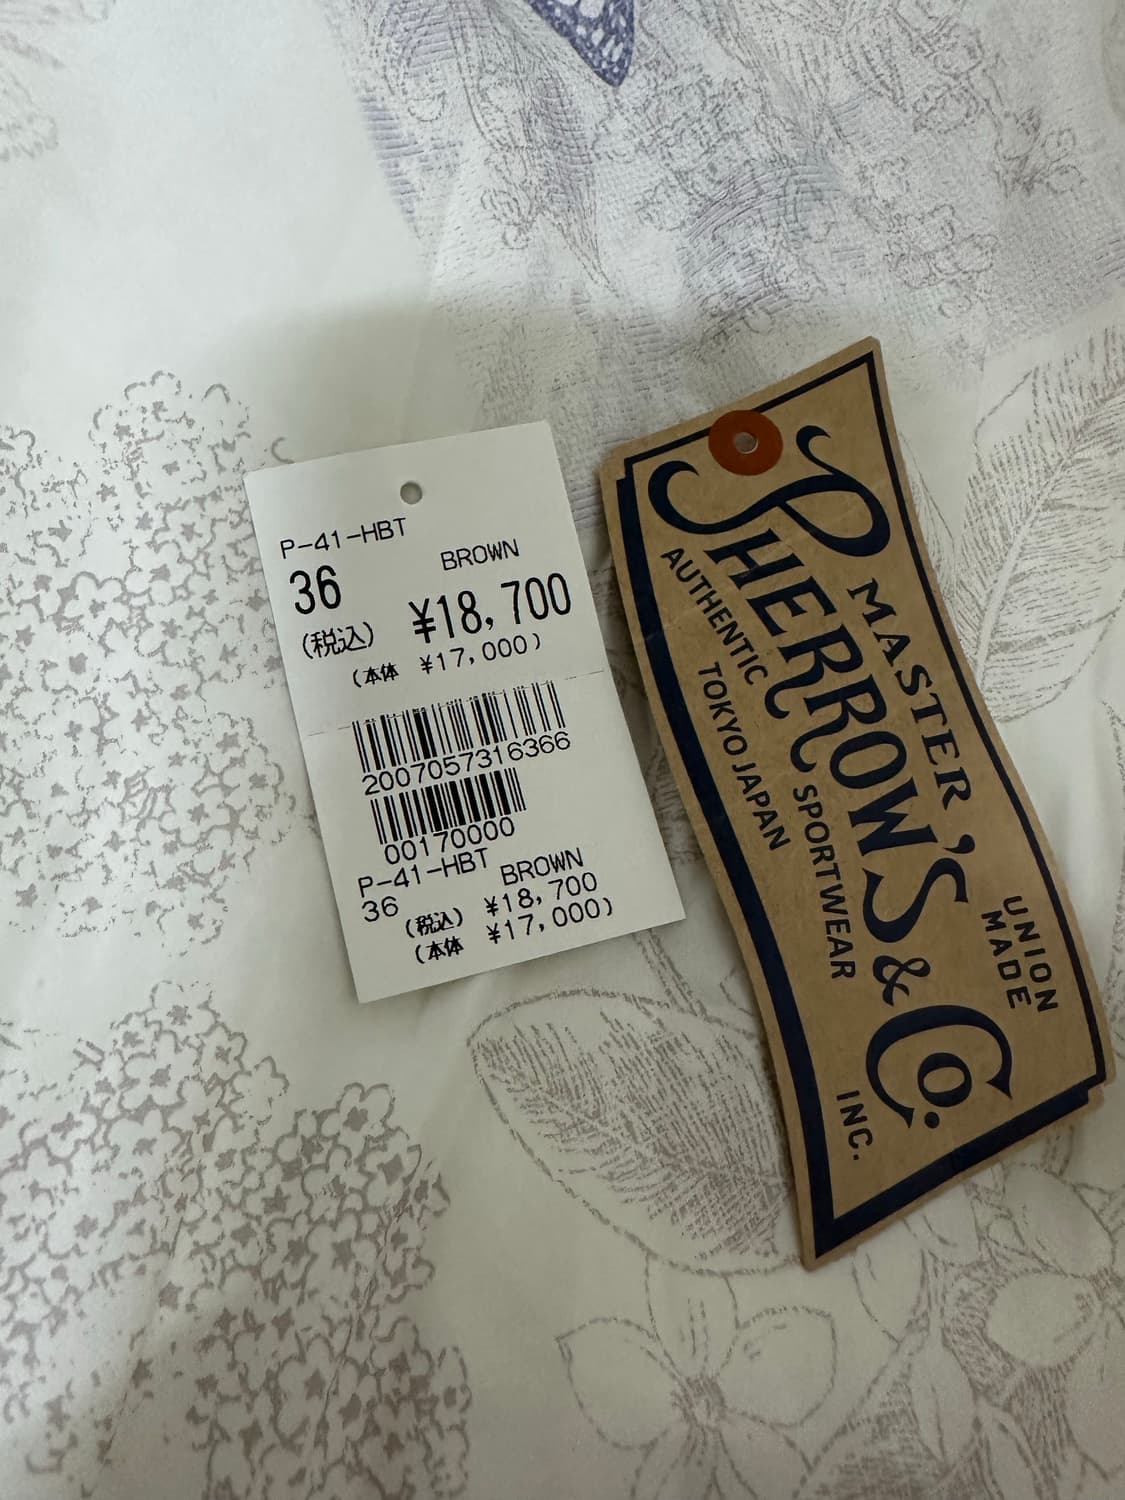 P-41-HBT
BROWN
36
(税込) ¥18,700
(本体 ¥17,000)
2007057316366
00170000
P-41-HBT
BROWN
36
(税込) ¥18,700
(本体 ¥17,000)
MASTER
PHERROW'S & Co.
AUTHENTIC SPORTWEAR INC.
TOKYO JAPAN
UNION
MADE